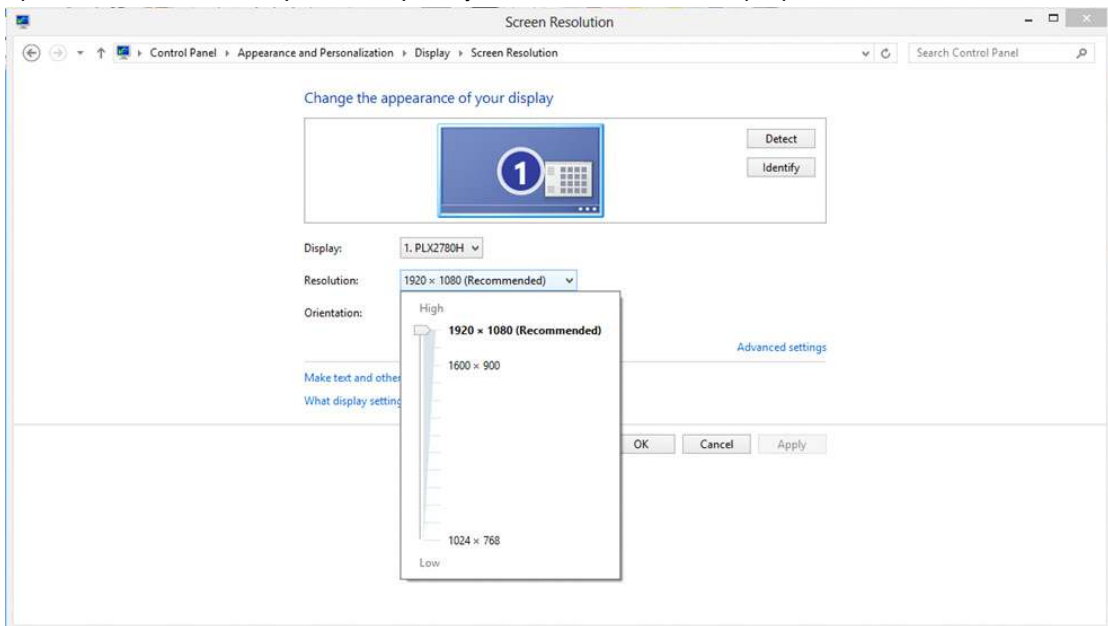 Screen Resolution
Control Panel ▸ Appearance and Personalization ▸ Display ▸ Screen Resolution
Search Control Panel
Change the appearance of your display
1
Detect
Identify
Display: 1. PLX2780H
Resolution: 1920 × 1080 (Recommended)
Orientation:
High
1920 × 1080 (Recommended)
1600 × 900
Advanced settings
Make text and other
What display setting
OK Cancel Apply
1024 × 768
Low